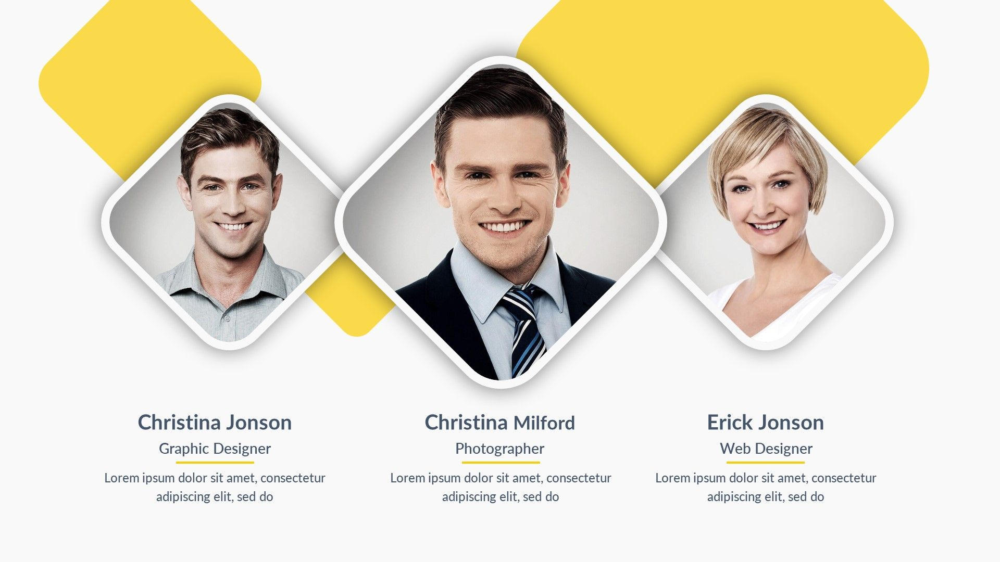 Christina Jonson
Graphic Designer
Lorem ipsum dolor sit amet, consectetur
adipiscing elit, sed do
Christina Milford
Photographer
Lorem ipsum dolor sit amet, consectetur
adipiscing elit, sed do
Erick Jonson
Web Designer
Lorem ipsum dolor sit amet, consectetur
adipiscing elit, sed do